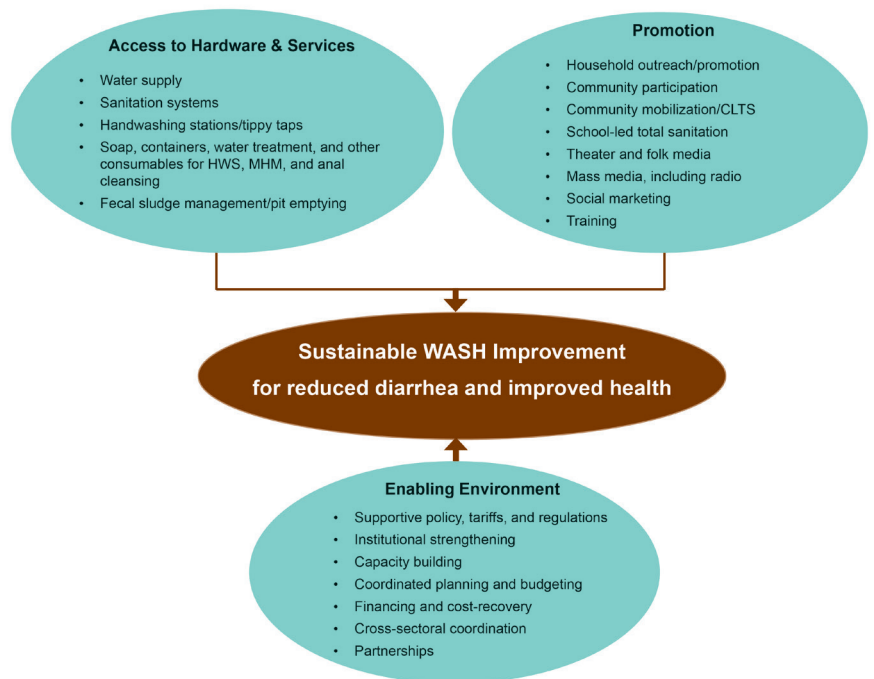 Access to Hardware & Services
• Water supply
• Sanitation systems
• Handwashing stations/tippy taps
• Soap, containers, water treatment, and other
consumables for HWS, MHM, and anal
cleansing
• Fecal sludge management/pit emptying
Promotion
• Household outreach/promotion
• Community participation
• Community mobilization/CLTS
• School-led total sanitation
• Theater and folk media
• Mass media, including radio
• Social marketing
• Training
Sustainable WASH Improvement
for reduced diarrhea and improved health
Enabling Environment
• Supportive policy, tariffs, and regulations
• Institutional strengthening
• Capacity building
• Coordinated planning and budgeting
• Financing and cost-recovery
• Cross-sectoral coordination
• Partnerships